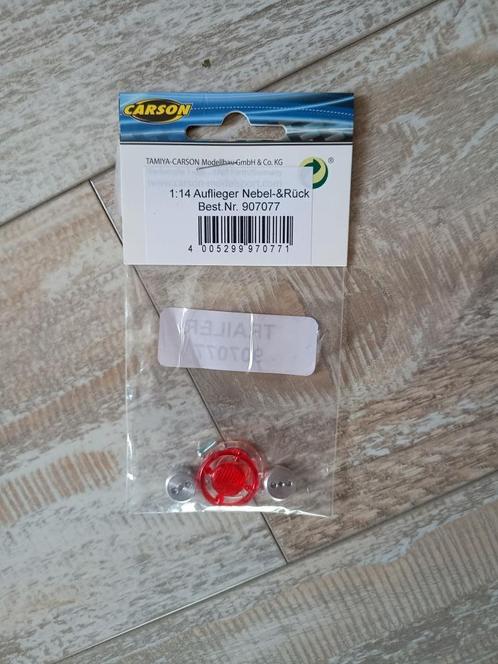 CARSON
TAMIYA-CARSON Modellbau GmbH & Co. KG
1:14 Auflieger Nebel-&Rück
Best.Nr. 907077
4 005299 970771
TRAILER
907077